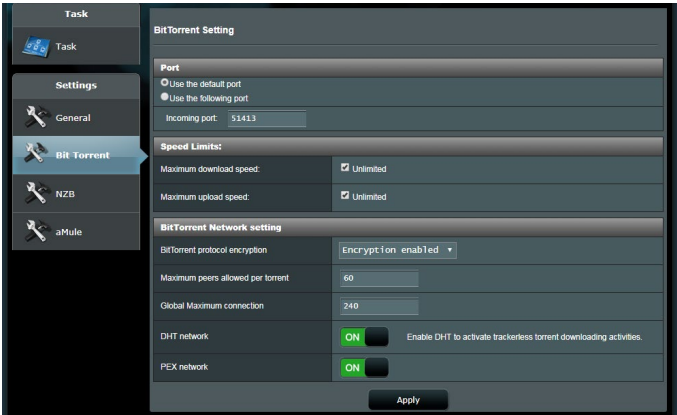 Task
Task
Settings
General
Bit Torrent
NZB
aMule
BitTorrent Setting
Port
Use the default port
Use the following port
Incoming port: 51413
Speed Limits:
Maximum download speed: Unlimited
Maximum upload speed: Unlimited
BitTorrent Network setting
BitTorrent protocol encryption Encryption enabled
Maximum peers allowed per torrent 60
Global Maximum connection 240
DHT network ON Enable DHT to activate trackerless torrent downloading activities.
PEX network ON
Apply